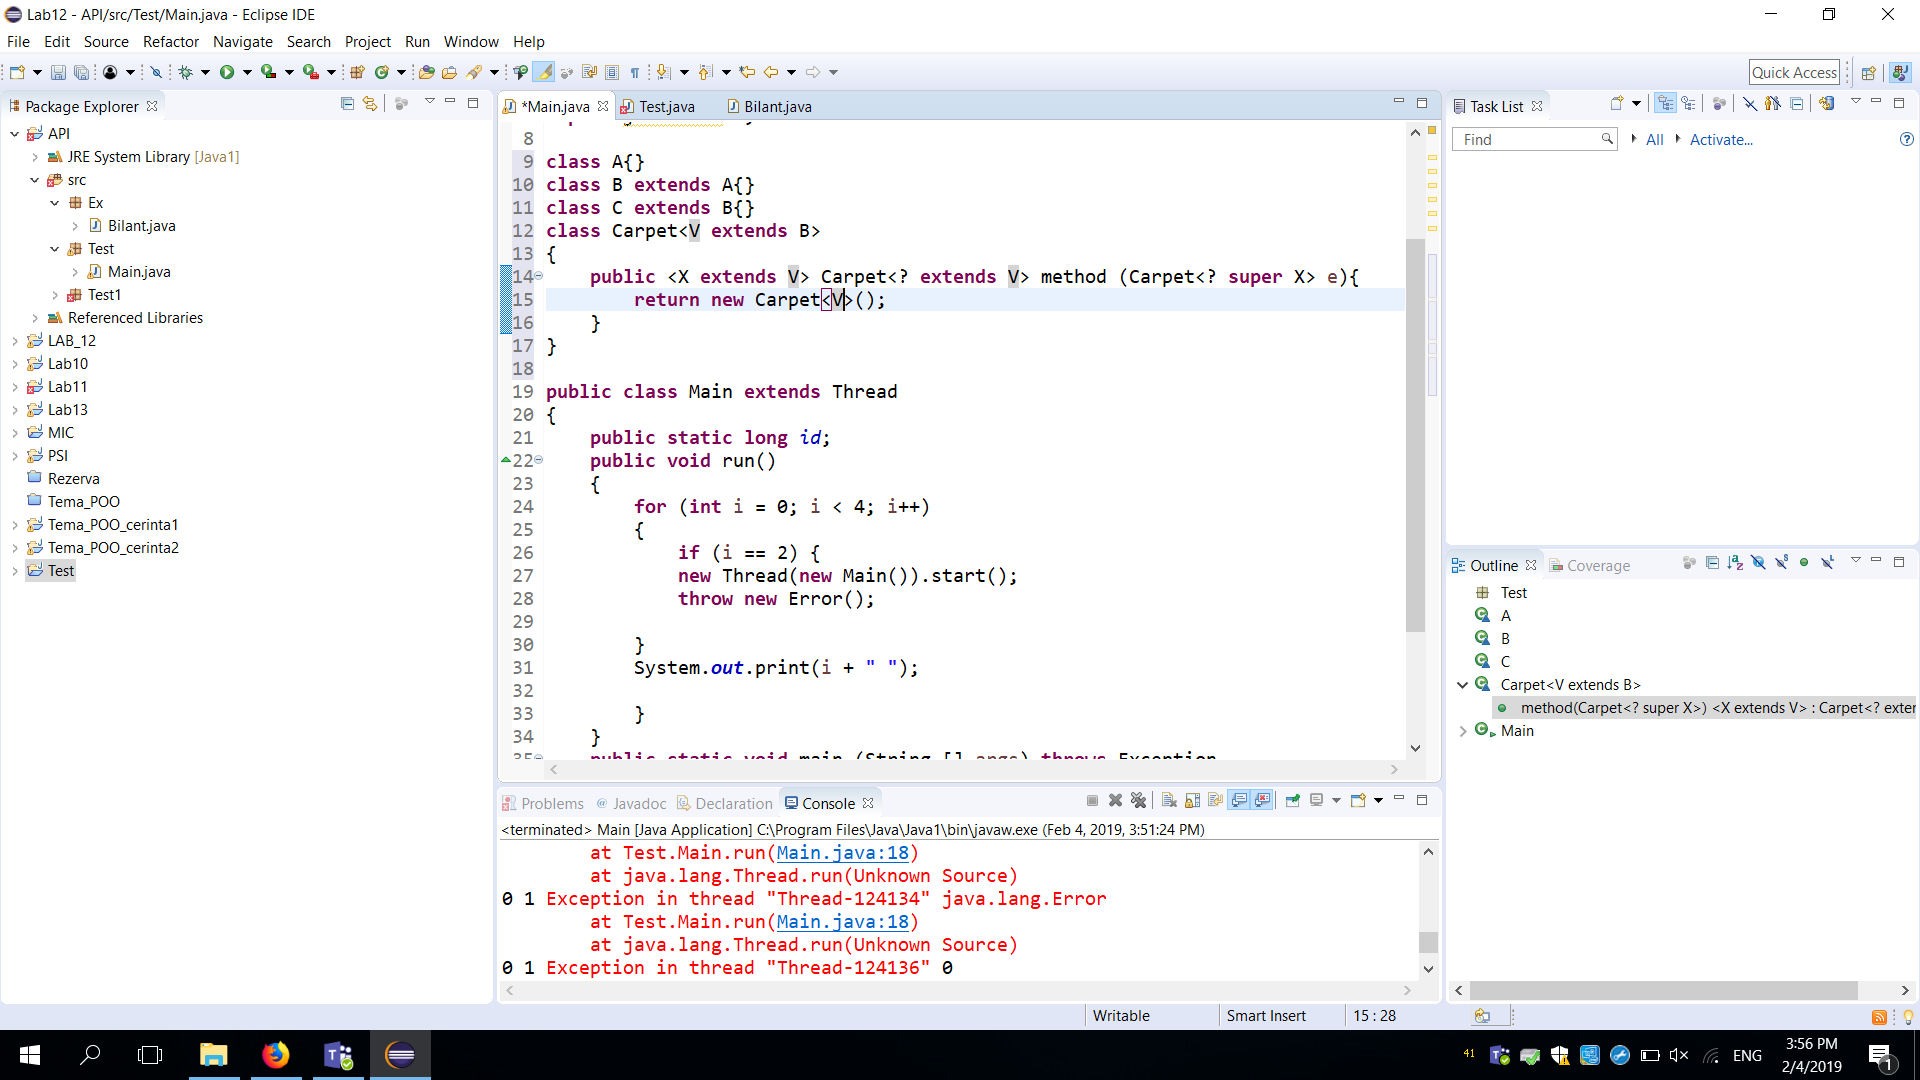 Lab12 - API/src/Test/Main.java - Eclipse IDE
File Edit Source Refactor Navigate Search Project Run Window Help
Quick Access
Package Explorer
API
JRE System Library [Java1]
src
Ex
Bilant.java
Test
Main.java
Test1
Referenced Libraries
LAB_12
Lab10
Lab11
Lab13
MIC
PSI
Rezerva
Tema_POO
Tema_POO_cerinta1
Tema_POO_cerinta2
Test
*Main.java Test.java Bilant.java
8
9 class A{}
10 class B extends A{}
11 class C extends B{}
12 class Carpet<V extends B>
13 {
14 public <X extends V> Carpet<? extends V> method (Carpet<? super X> e){
15 return new Carpet<V>();
16 }
17 }
18
19 public class Main extends Thread
20 {
21 public static long id;
22 public void run()
23 {
24 for (int i = 0; i < 4; i++)
25 {
26 if (i == 2) {
27 new Thread(new Main()).start();
28 throw new Error();
29
30 }
31 System.out.print(i + " ");
32
33 }
34 }
35 public static void main (String [] args) throws Exception
Problems Javadoc Declaration Console
<terminated> Main [Java Application] C:\Program Files\Java\Java1\bin\javaw.exe (Feb 4, 2019, 3:51:24 PM)
at Test.Main.run(Main.java:18)
at java.lang.Thread.run(Unknown Source)
0 1 Exception in thread "Thread-124134" java.lang.Error
at Test.Main.run(Main.java:18)
at java.lang.Thread.run(Unknown Source)
0 1 Exception in thread "Thread-124136" 0
Task List
Find All Activate...
Outline Coverage
Test
A
B
C
Carpet<V extends B>
method(Carpet<? super X>) <X extends V> : Carpet<? exter
Main
Writable Smart Insert 15 : 28
41 ENG 3:56 PM
2/4/2019
1